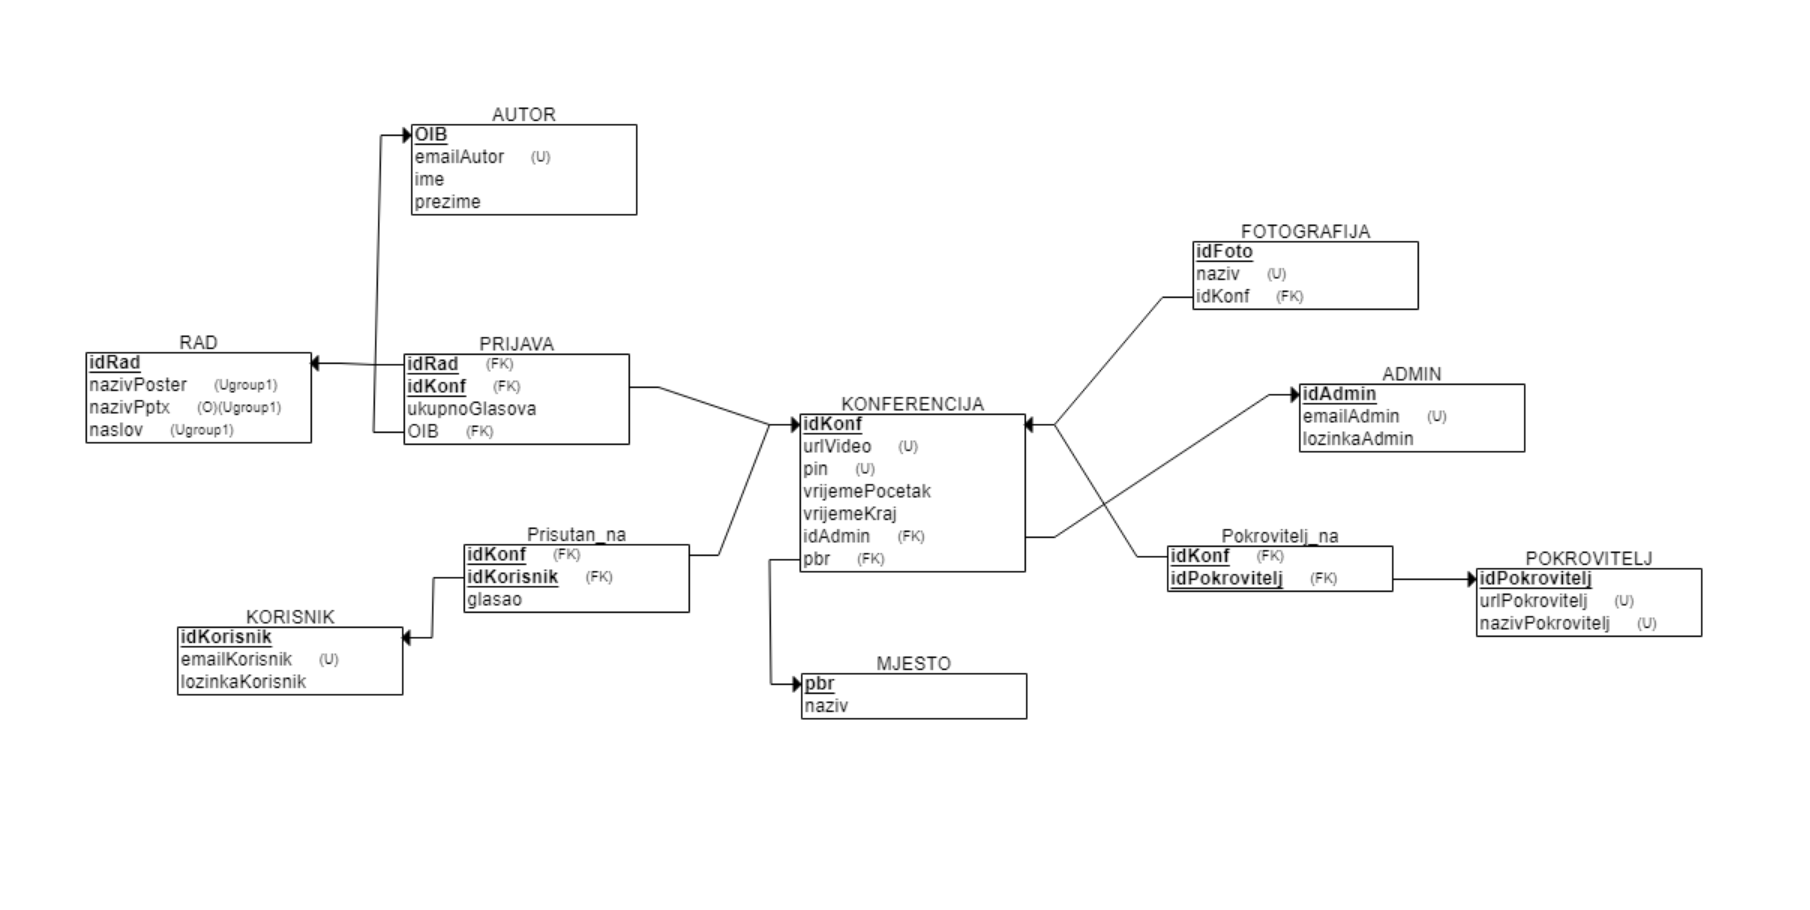 AUTOR
OIB
emailAutor (U)
ime
prezime
FOTOGRAFIJA
idFoto
naziv (U)
idKonf (FK)
RAD
idRad
nazivPoster (Ugroup1)
nazivPptx (O)(Ugroup1)
naslov (Ugroup1)
PRIJAVA
idRad (FK)
idKonf (FK)
ukupnoGlasova
OIB (FK)
KONFERENCIJA
idKonf
urlVideo (U)
pin (U)
vrijemePocetak
vrijemeKraj
idAdmin (FK)
pbr (FK)
ADMIN
idAdmin
emailAdmin (U)
lozinkaAdmin
Prisutan_na
idKonf (FK)
idKorisnik (FK)
glasao
Pokrovitelj_na
idKonf (FK)
idPokrovitelj (FK)
POKROVITELJ
idPokrovitelj
urlPokrovitelj (U)
nazivPokrovitelj (U)
KORISNIK
idKorisnik
emailKorisnik (U)
lozinkaKorisnik
MJESTO
pbr
naziv